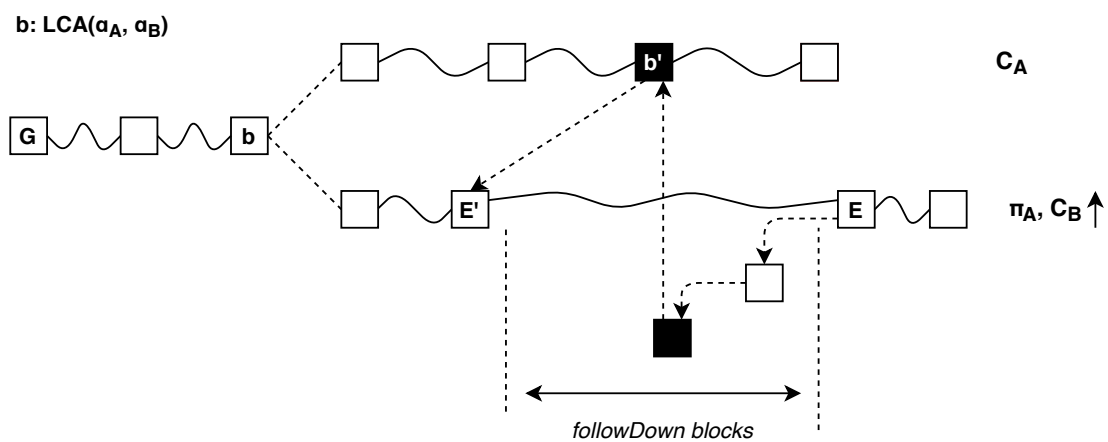 b: LCA(α_A, α_B)
b'
C_A
G
b
E'
E
π_A, C_B↑
followDown blocks